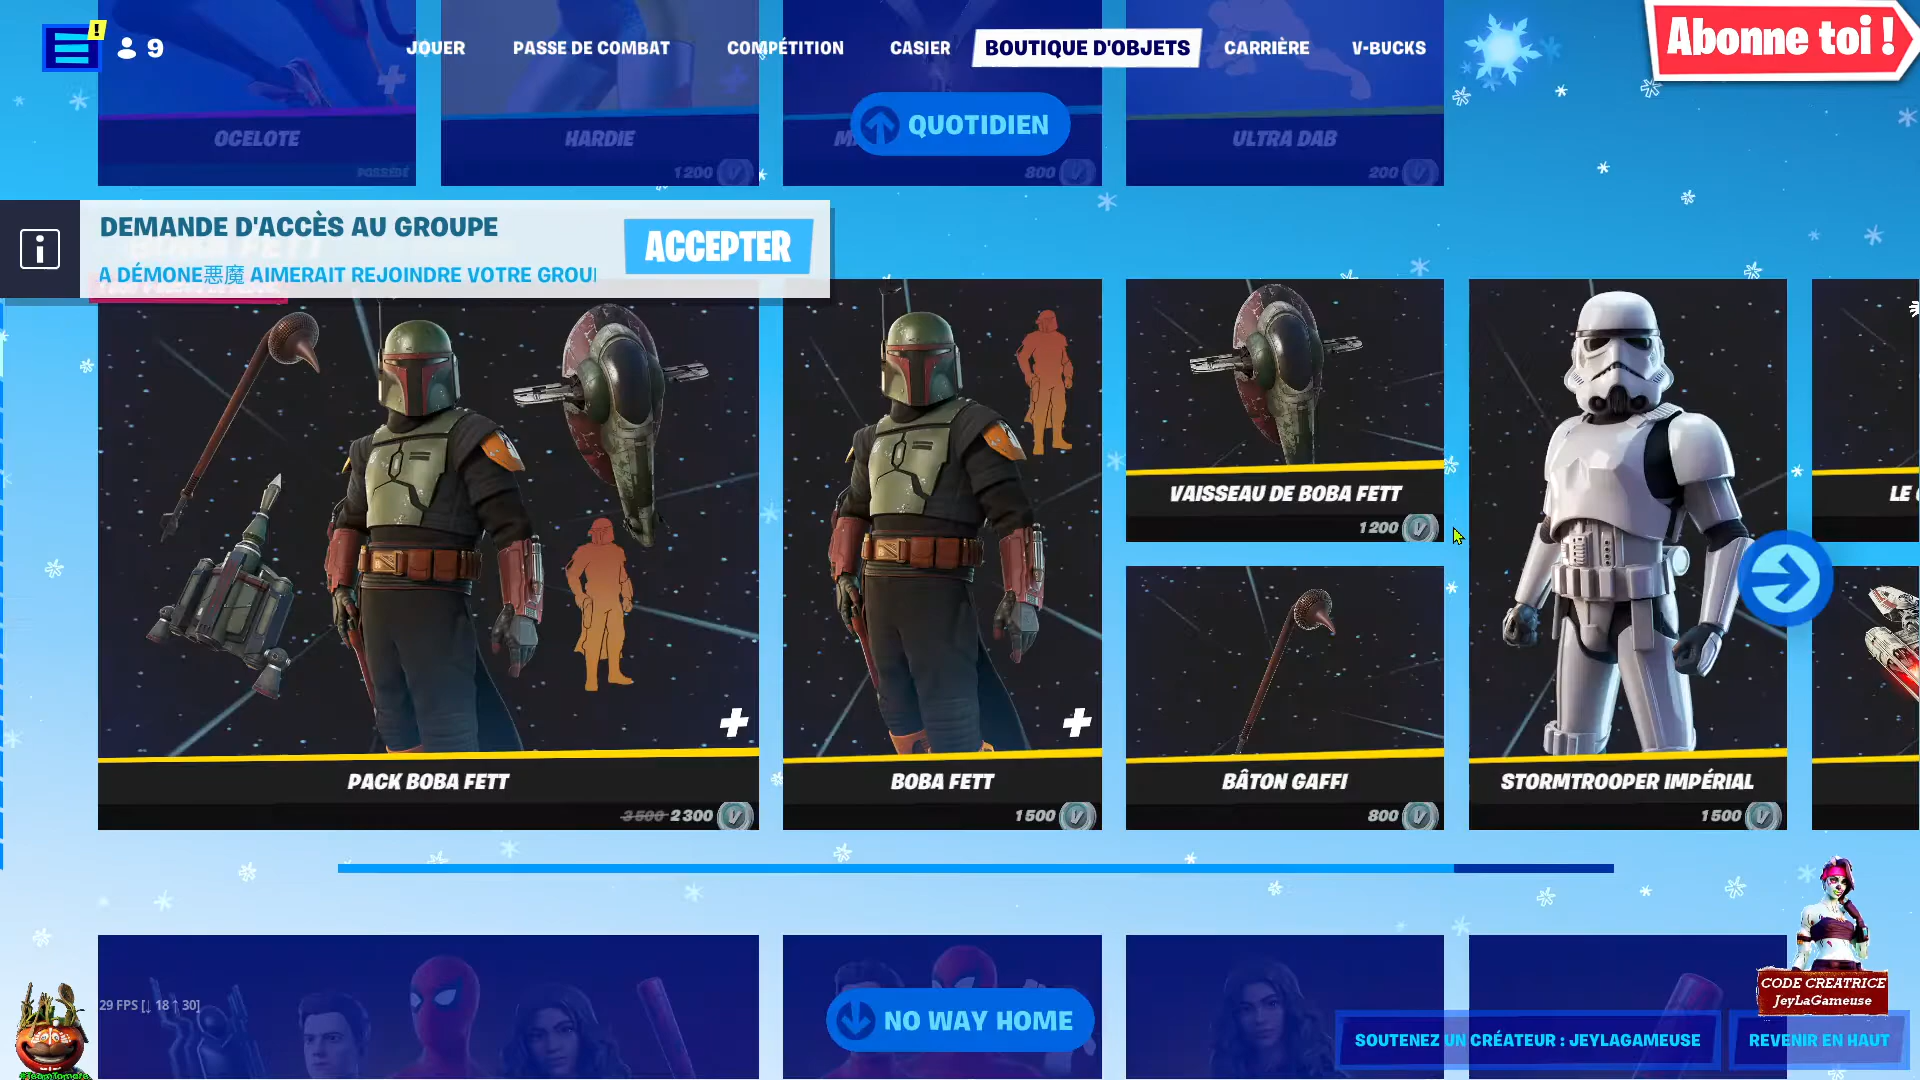 !
9
JOUER
PASSE DE COMBAT
COMPÉTITION
CASIER
BOUTIQUE D'OBJETS
CARRIÈRE
V-BUCKS
Abonne toi !
QUOTIDIEN
OCELOTE
POSSÉDÉ
HARDIE
1 200
800
ULTRA DAB
200
DEMANDE D'ACCÈS AU GROUPE
A DÉMONE悪魔 AIMERAIT REJOINDRE VOTRE GROU
ACCEPTER
BOBA FETT
PACK BOBA FETT
3 500 2 300
BOBA FETT
1 500
VAISSEAU DE BOBA FETT
1 200
BÂTON GAFFI
800
STORMTROOPER IMPÉRIAL
1 500
LE
29 FPS [↓ 18 ↑ 30]
NO WAY HOME
CODE CREATRICE
JeyLaGameuse
SOUTENEZ UN CRÉATEUR : JEYLAGAMEUSE
REVENIR EN HAUT